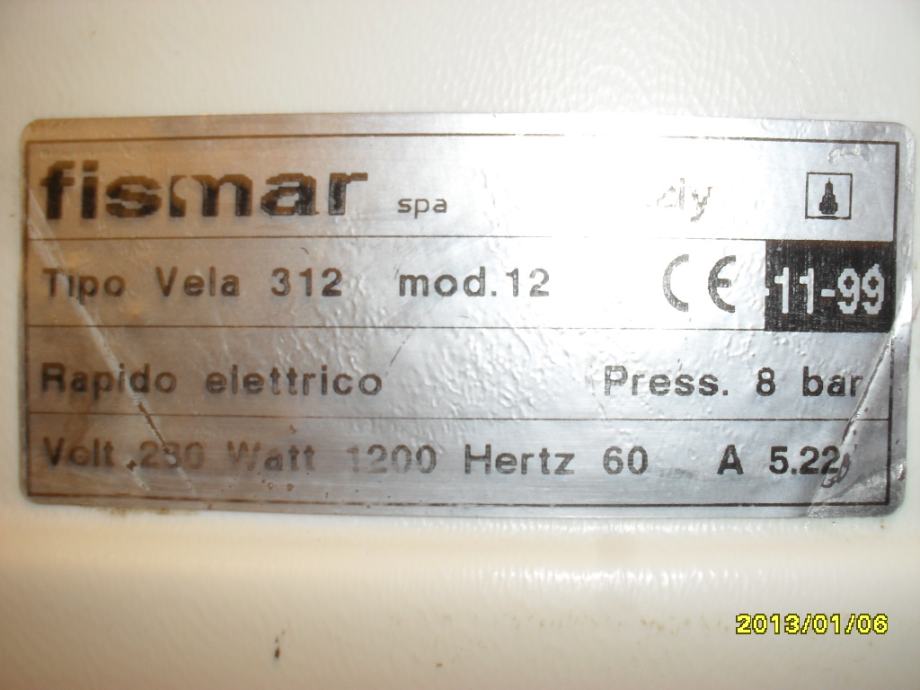 fismar spa
Tipo Vela 312 mod.12 CE 11-99
Rapido elettrico Press. 8 bar
Volt 230 Watt 1200 Hertz 60 A 5.22
2013/01/06